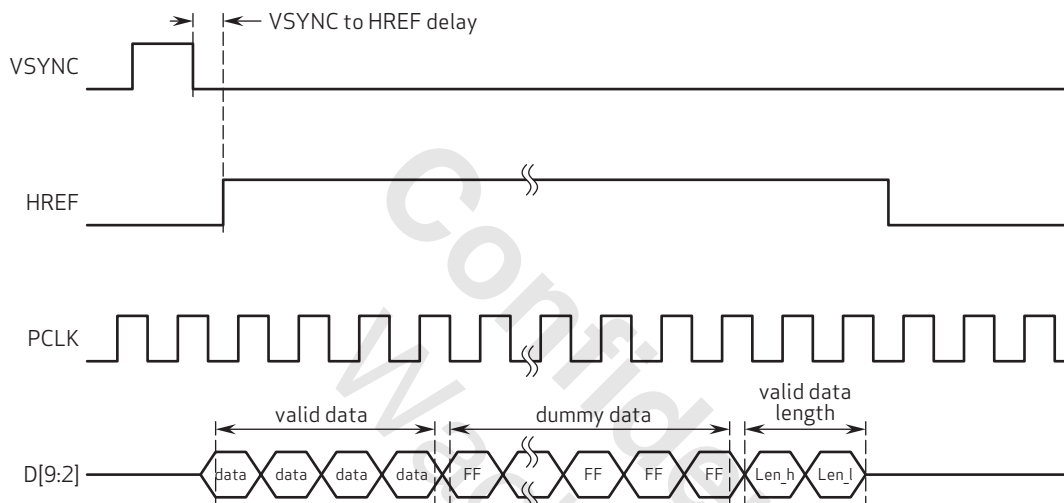 VSYNC to HREF delay
VSYNC
HREF
PCLK
valid data
dummy data
valid data
length
D[9:2]
data data data data FF FF FF FF Len_h Len_l
Confiden